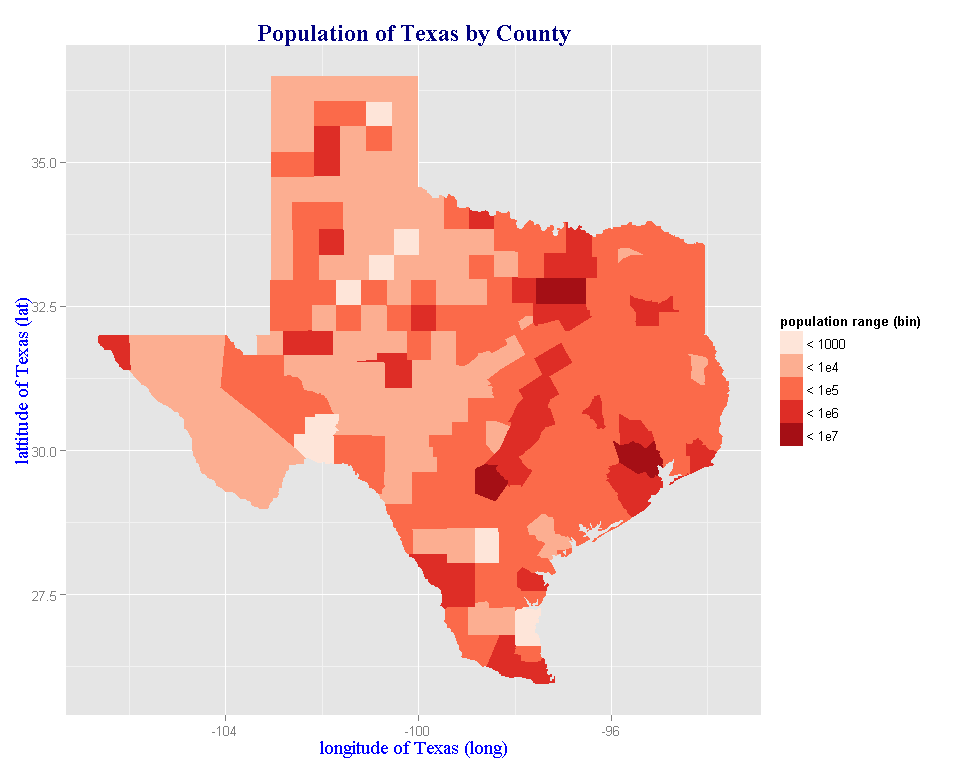 Population of Texas by County
lattitude of Texas (lat)
35.0
32.5
30.0
27.5
-104
-100
-96
longitude of Texas (long)
population range (bin)
< 1000
< 1e4
< 1e5
< 1e6
< 1e7